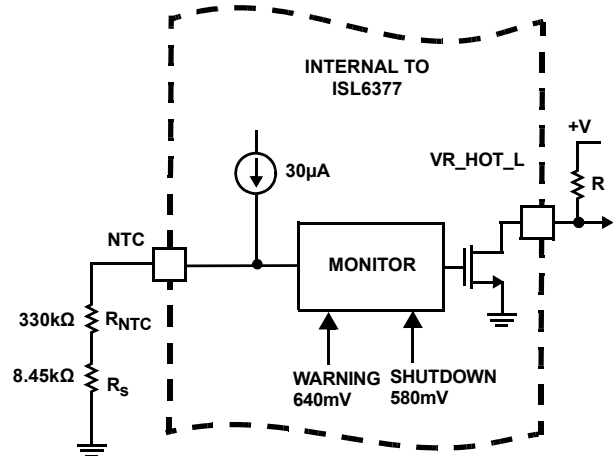 INTERNAL TO
ISL6377
+V
VR_HOT_L
R
30µA
NTC
MONITOR
330kΩ
RNTC
8.45kΩ
Rs
WARNING
640mV
SHUTDOWN
580mV